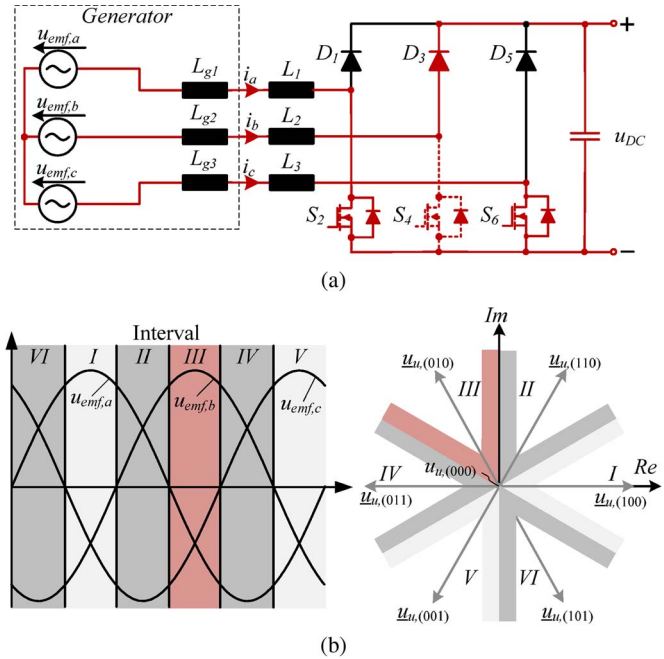 Generator
u_emf,a
u_emf,b
u_emf,c
L_g1
L_g2
L_g3
i_a
i_b
i_c
L_1
L_2
L_3
D_1
D_3
D_5
S_2
S_4
S_6
u_DC
+
−
(a)
Interval
VI I II III IV V
u_emf,a
u_emf,b
u_emf,c
Im
u_u,(010)
III
II
u_u,(110)
u_u,(000)
IV
I
Re
u_u,(011)
u_u,(100)
V
VI
u_u,(001)
u_u,(101)
(b)